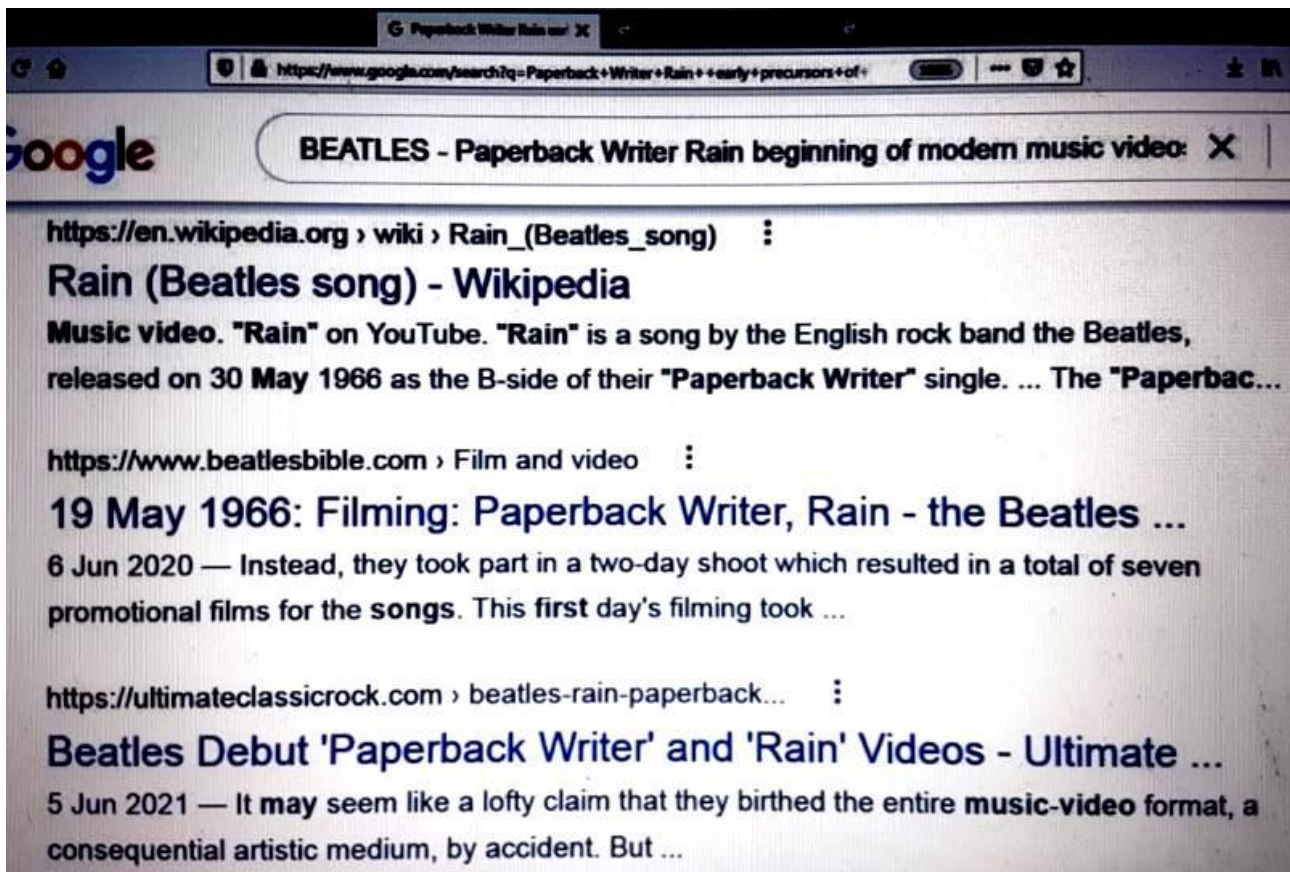 G Paperback Writer Rain
https://www.google.com/search?q=Paperback+Writer+Rain++early+precursors+of+
oogle
BEATLES - Paperback Writer Rain beginning of modern music video
https://en.wikipedia.org › wiki › Rain_(Beatles_song)
Rain (Beatles song) - Wikipedia
Music video. "Rain" on YouTube. "Rain" is a song by the English rock band the Beatles,
released on 30 May 1966 as the B-side of their "Paperback Writer" single. ... The "Paperbac...
https://www.beatlesbible.com › Film and video
19 May 1966: Filming: Paperback Writer, Rain - the Beatles ...
6 Jun 2020 — Instead, they took part in a two-day shoot which resulted in a total of seven
promotional films for the songs. This first day's filming took ...
https://ultimateclassicrock.com › beatles-rain-paperback...
Beatles Debut 'Paperback Writer' and 'Rain' Videos - Ultimate ...
5 Jun 2021 — It may seem like a lofty claim that they birthed the entire music-video format, a
consequential artistic medium, by accident. But ...